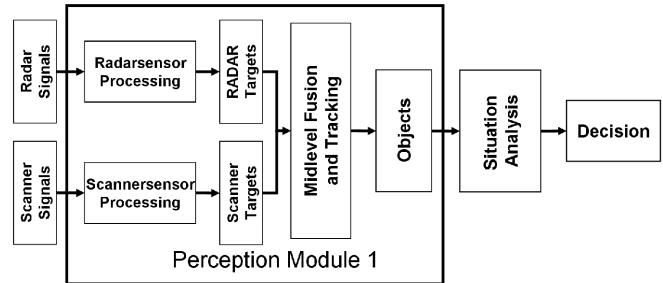 Radar
Signals
Radarsensor
Processing
RADAR
Targets
Scanner
Signals
Scannersensor
Processing
Scanner
Targets
Midlevel Fusion
and Tracking
Objects
Situation
Analysis
Decision
Perception Module 1